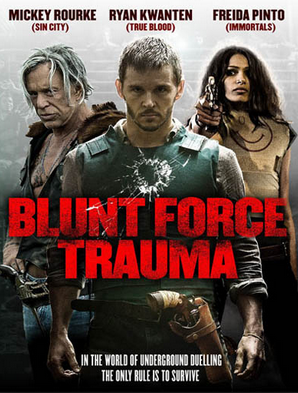 MICKEY ROURKE RYAN KWANTEN FREIDA PINTO
(SIN CITY) (TRUE BLOOD) (IMMORTALS)
BLUNT FORCE
TRAUMA
IN THE WORLD OF UNDERGROUND DUELLING
THE ONLY RULE IS TO SURVIVE